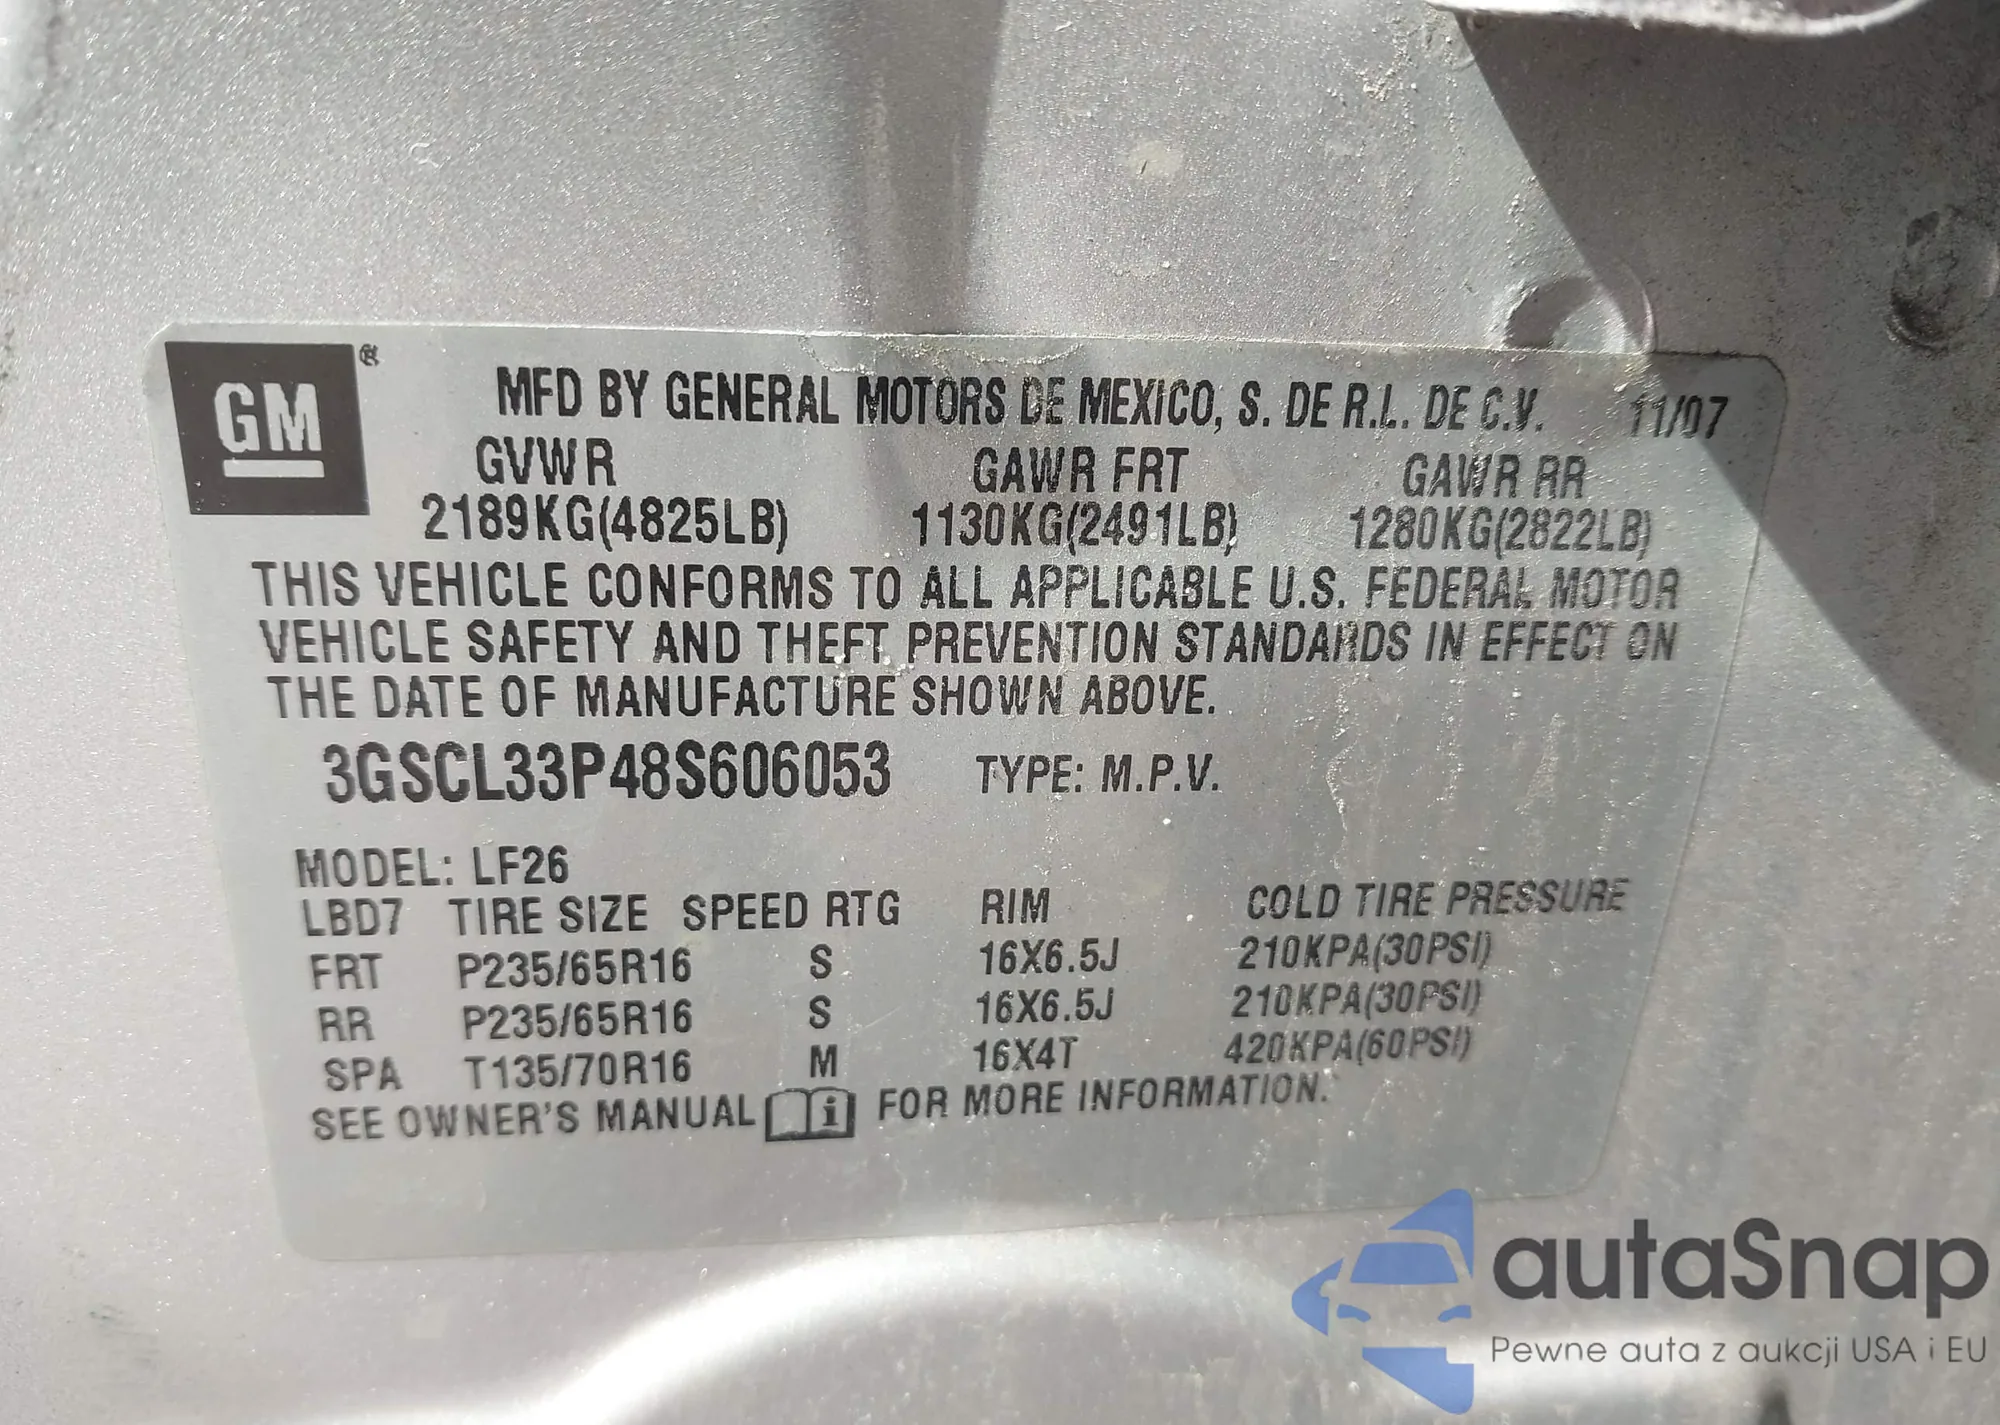 GM®
MFD BY GENERAL MOTORS DE MEXICO, S. DE R.L. DE C.V. 11/07
GVWR GAWR FRT GAWR RR
2189KG(4825LB) 1130KG(2491LB) 1280KG(2822LB)
THIS VEHICLE CONFORMS TO ALL APPLICABLE U.S. FEDERAL MOTOR
VEHICLE SAFETY AND THEFT PREVENTION STANDARDS IN EFFECT ON
THE DATE OF MANUFACTURE SHOWN ABOVE.
3GSCL33P48S606053 TYPE: M.P.V.
MODEL: LF26
LBD7 TIRE SIZE SPEED RTG RIM COLD TIRE PRESSURE
FRT P235/65R16 S 16X6.5J 210KPA(30PSI)
RR P235/65R16 S 16X6.5J 210KPA(30PSI)
SPA T135/70R16 M 16X4T 420KPA(60PSI)
SEE OWNER'S MANUAL i FOR MORE INFORMATION.
autaSnap
Pewne auta z aukcji USA i EU